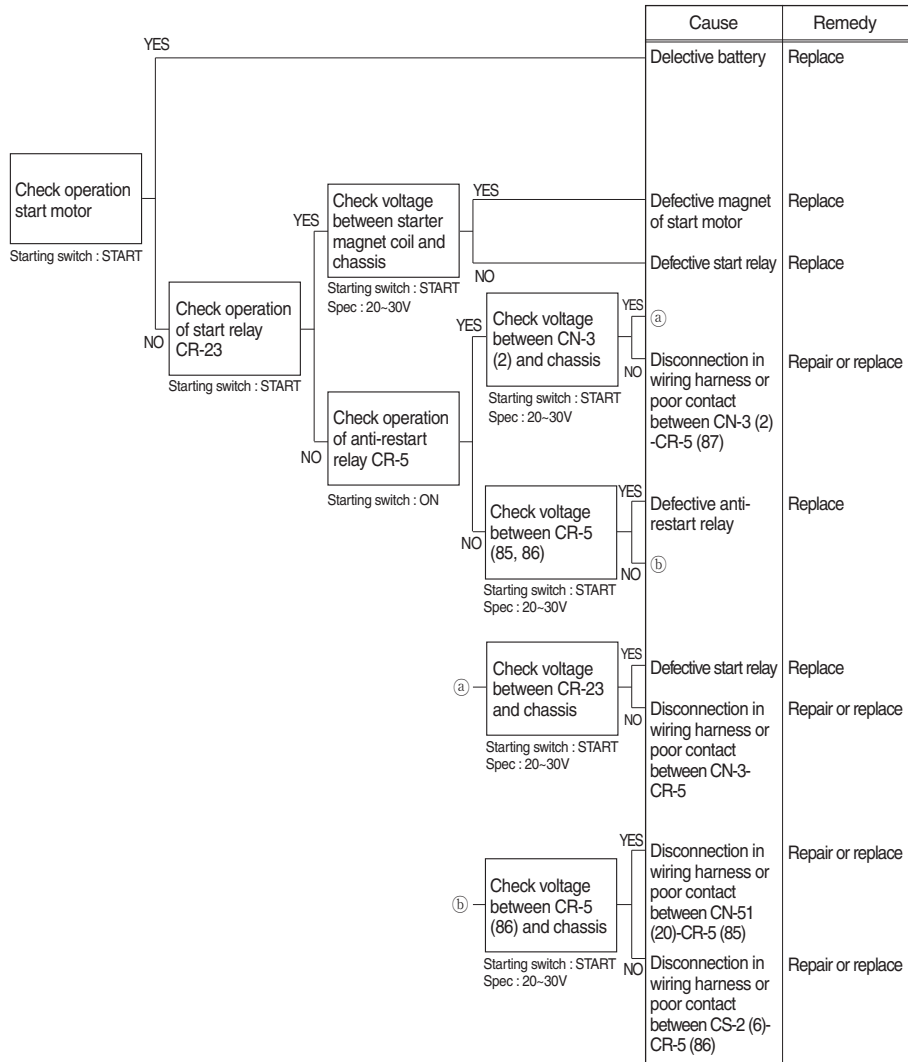 Cause
Remedy
YES
Delective battery
Replace
Check operation
start motor
Starting switch : START
NO
Check operation
of start relay
CR-23
Starting switch : START
YES
Check voltage
between starter
magnet coil and
chassis
Starting switch : START
Spec : 20~30V
YES
Defective magnet
of start motor
Replace
NO
Defective start relay
Replace
NO
Check operation
of anti-restart
relay CR-5
Starting switch : ON
YES
Check voltage
between CN-3
(2) and chassis
Starting switch : START
Spec : 20~30V
YES
ⓐ
NO
Disconnection in
wiring harness or
poor contact
between CN-3 (2)
-CR-5 (87)
Repair or replace
NO
Check voltage
between CR-5
(85, 86)
Starting switch : START
Spec : 20~30V
YES
Defective anti-
restart relay
Replace
NO
ⓑ
ⓐ
Check voltage
between CR-23
and chassis
Starting switch : START
Spec : 20~30V
YES
Defective start relay
Replace
NO
Disconnection in
wiring harness or
poor contact
between CN-3-
CR-5
Repair or replace
ⓑ
Check voltage
between CR-5
(86) and chassis
Starting switch : START
Spec : 20~30V
YES
Disconnection in
wiring harness or
poor contact
between CN-51
(20)-CR-5 (85)
Repair or replace
NO
Disconnection in
wiring harness or
poor contact
between CS-2 (6)-
CR-5 (86)
Repair or replace